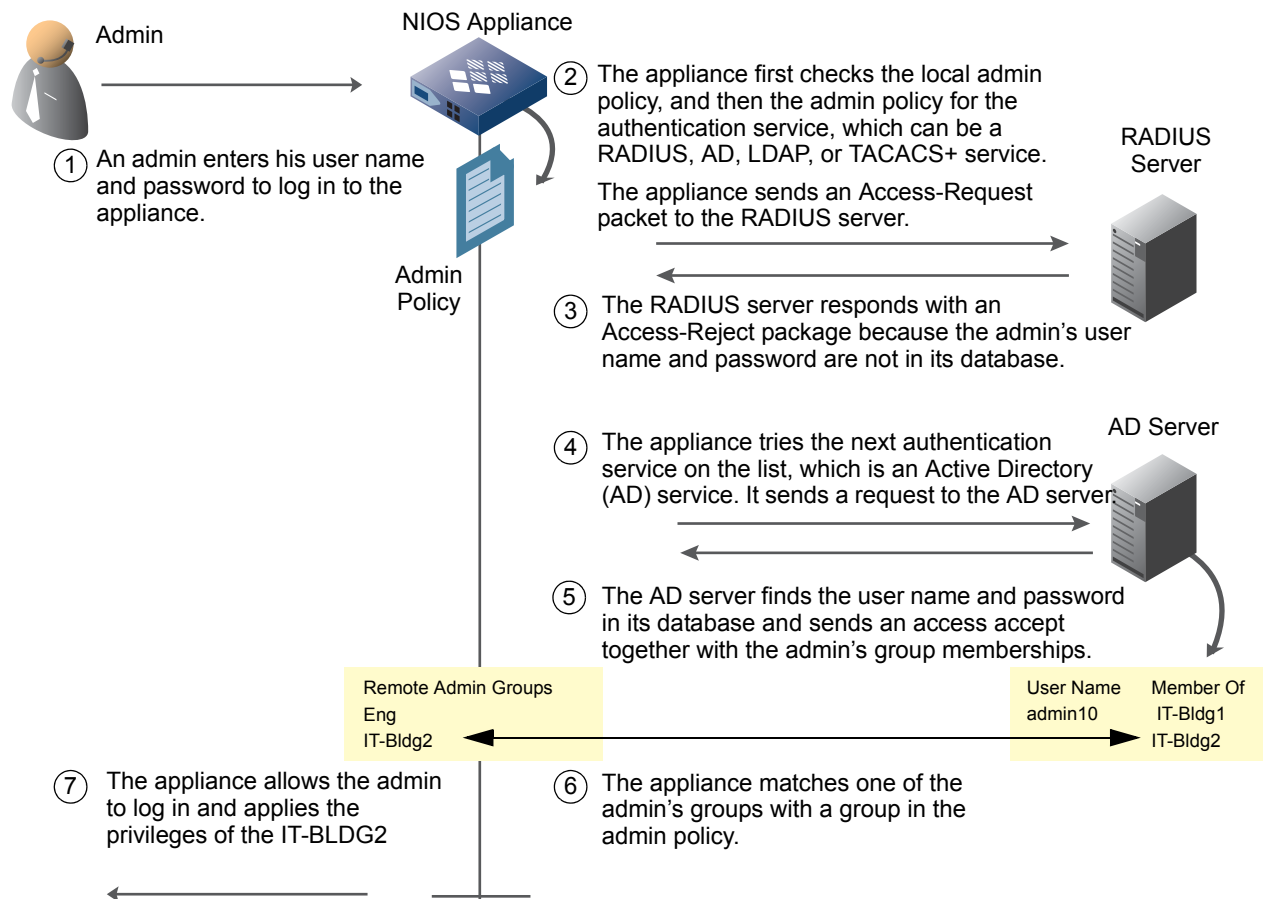 Admin
NIOS Appliance
1
An admin enters his user name
and password to log in to the
appliance.
Admin
Policy
2
The appliance first checks the local admin
policy, and then the admin policy for the
authentication service, which can be a
RADIUS, AD, LDAP, or TACACS+ service.
The appliance sends an Access-Request
packet to the RADIUS server.
RADIUS
Server
3
The RADIUS server responds with an
Access-Reject package because the admin’s user
name and password are not in its database.
AD Server
4
The appliance tries the next authentication
service on the list, which is an Active Directory
(AD) service. It sends a request to the AD server.
5
The AD server finds the user name and password
in its database and sends an access accept
together with the admin’s group memberships.
Remote Admin Groups
Eng
IT-Bldg2
User Name Member Of
admin10 IT-Bldg1
IT-Bldg2
6
The appliance matches one of the
admin’s groups with a group in the
admin policy.
7
The appliance allows the admin
to log in and applies the
privileges of the IT-BLDG2